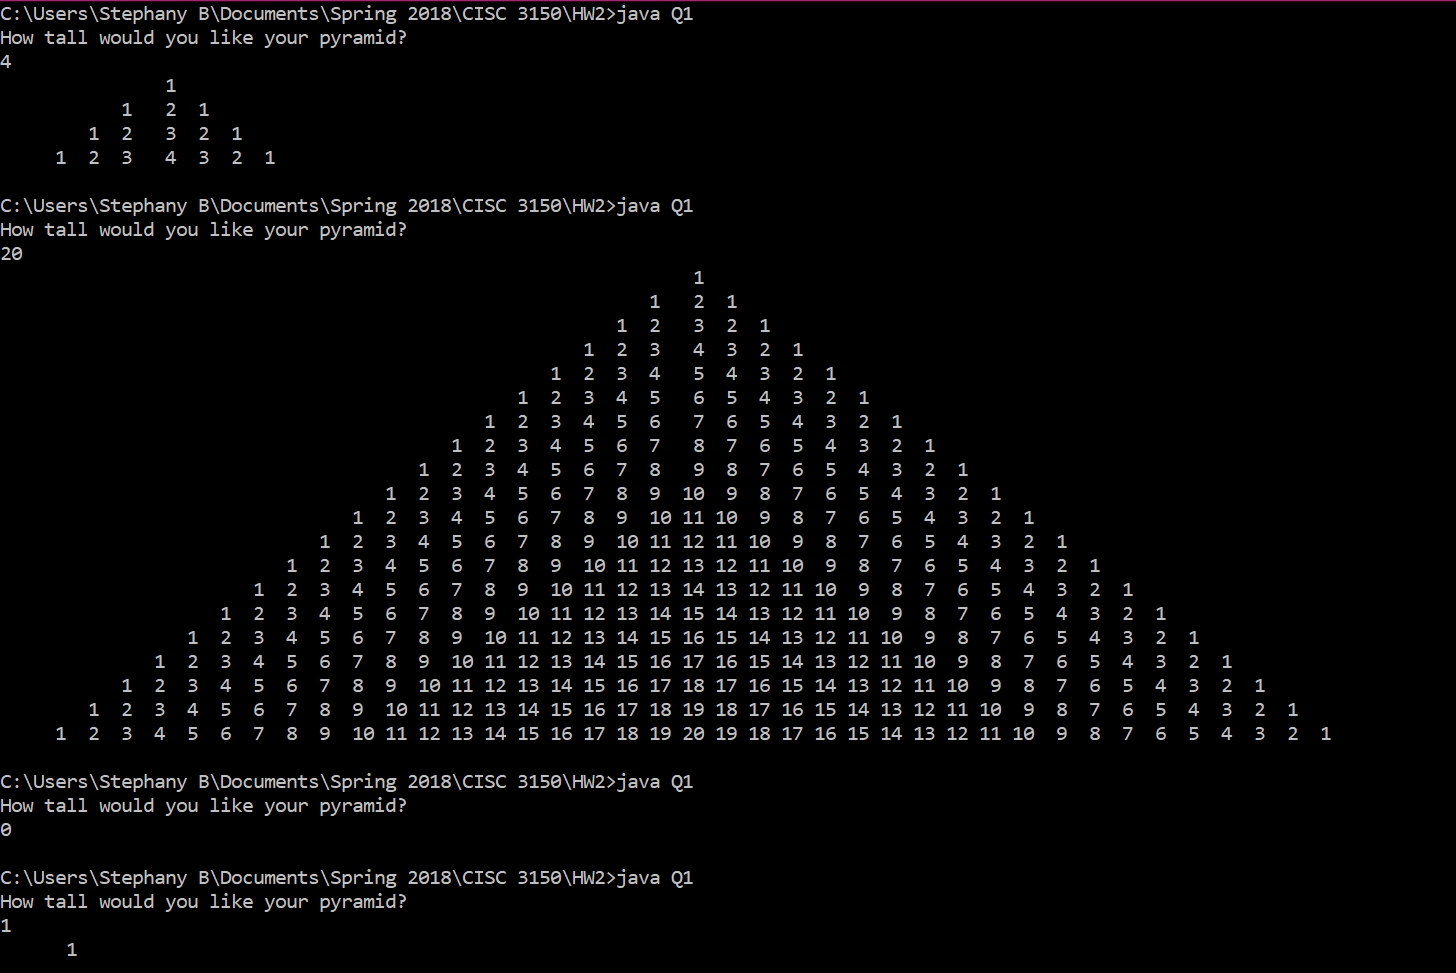 C:\Users\Stephany B\Documents\Spring 2018\CISC 3150\HW2>java Q1
How tall would you like your pyramid?
4
1
1 2 1
1 2 3 2 1
1 2 3 4 3 2 1
C:\Users\Stephany B\Documents\Spring 2018\CISC 3150\HW2>java Q1
How tall would you like your pyramid?
20
1
1 2 1
1 2 3 2 1
1 2 3 4 3 2 1
1 2 3 4 5 4 3 2 1
1 2 3 4 5 6 5 4 3 2 1
1 2 3 4 5 6 7 6 5 4 3 2 1
1 2 3 4 5 6 7 8 7 6 5 4 3 2 1
1 2 3 4 5 6 7 8 9 8 7 6 5 4 3 2 1
1 2 3 4 5 6 7 8 9 10 9 8 7 6 5 4 3 2 1
1 2 3 4 5 6 7 8 9 10 11 10 9 8 7 6 5 4 3 2 1
1 2 3 4 5 6 7 8 9 10 11 12 11 10 9 8 7 6 5 4 3 2 1
1 2 3 4 5 6 7 8 9 10 11 12 13 12 11 10 9 8 7 6 5 4 3 2 1
1 2 3 4 5 6 7 8 9 10 11 12 13 14 13 12 11 10 9 8 7 6 5 4 3 2 1
1 2 3 4 5 6 7 8 9 10 11 12 13 14 15 14 13 12 11 10 9 8 7 6 5 4 3 2 1
1 2 3 4 5 6 7 8 9 10 11 12 13 14 15 16 15 14 13 12 11 10 9 8 7 6 5 4 3 2 1
1 2 3 4 5 6 7 8 9 10 11 12 13 14 15 16 17 16 15 14 13 12 11 10 9 8 7 6 5 4 3 2 1
1 2 3 4 5 6 7 8 9 10 11 12 13 14 15 16 17 18 17 16 15 14 13 12 11 10 9 8 7 6 5 4 3 2 1
1 2 3 4 5 6 7 8 9 10 11 12 13 14 15 16 17 18 19 18 17 16 15 14 13 12 11 10 9 8 7 6 5 4 3 2 1
1 2 3 4 5 6 7 8 9 10 11 12 13 14 15 16 17 18 19 20 19 18 17 16 15 14 13 12 11 10 9 8 7 6 5 4 3 2 1
C:\Users\Stephany B\Documents\Spring 2018\CISC 3150\HW2>java Q1
How tall would you like your pyramid?
0
C:\Users\Stephany B\Documents\Spring 2018\CISC 3150\HW2>java Q1
How tall would you like your pyramid?
1
1